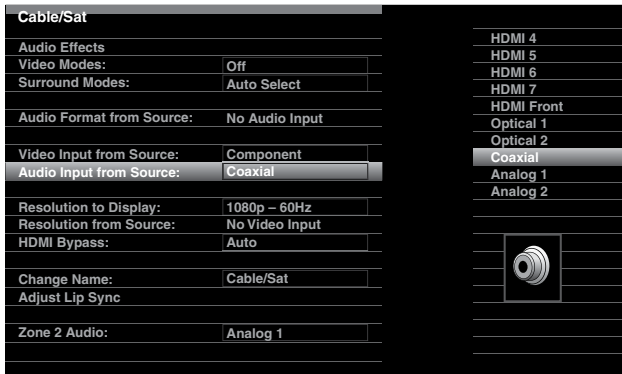 Cable/Sat
Audio Effects
Video Modes: Off
Surround Modes: Auto Select
Audio Format from Source: No Audio Input
Video Input from Source: Component
Audio Input from Source: Coaxial
Resolution to Display: 1080p – 60Hz
Resolution from Source: No Video Input
HDMI Bypass: Auto
Change Name: Cable/Sat
Adjust Lip Sync
Zone 2 Audio: Analog 1
HDMI 4
HDMI 5
HDMI 6
HDMI 7
HDMI Front
Optical 1
Optical 2
Coaxial
Analog 1
Analog 2